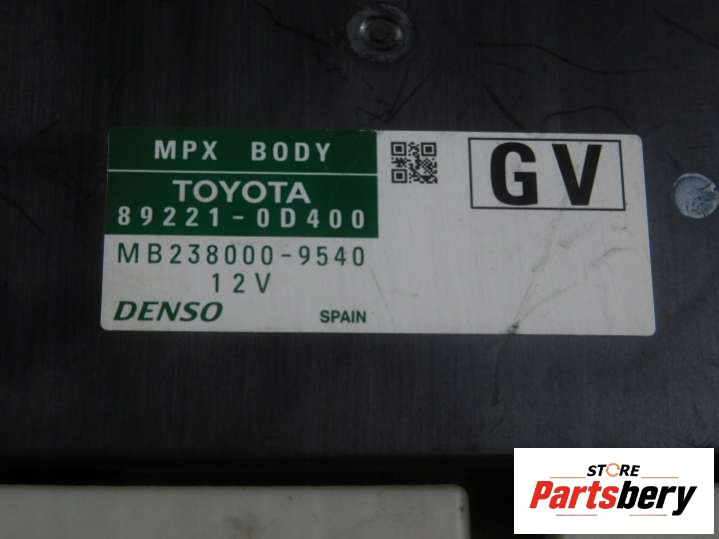 MPX BODY
TOYOTA
89221-0D400
MB238000-9540
12V
DENSO
SPAIN
GV
STORE
Partsbery